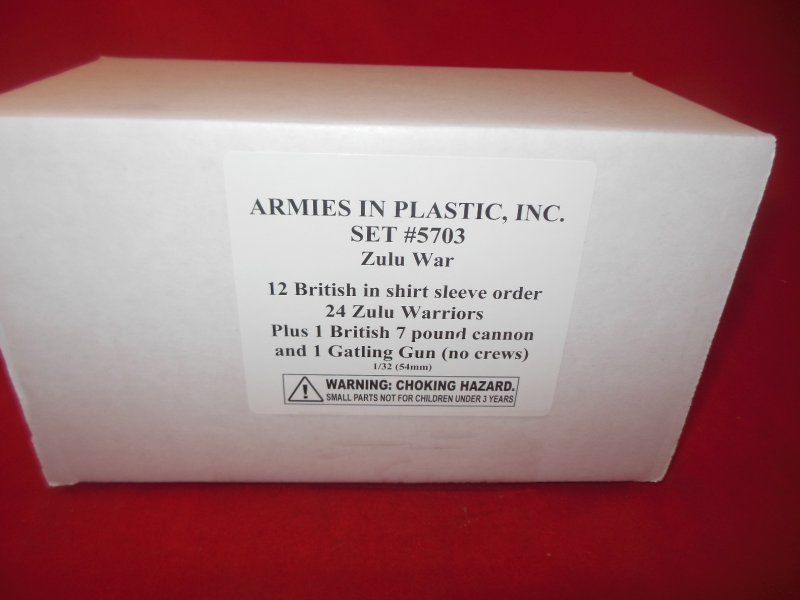 ARMIES IN PLASTIC, INC.
SET #5703
Zulu War
12 British in shirt sleeve order
24 Zulu Warriors
Plus 1 British 7 pound cannon
and 1 Gatling Gun (no crews)
1/32 (54mm)
WARNING: CHOKING HAZARD.
SMALL PARTS NOT FOR CHILDREN UNDER 3 YEARS